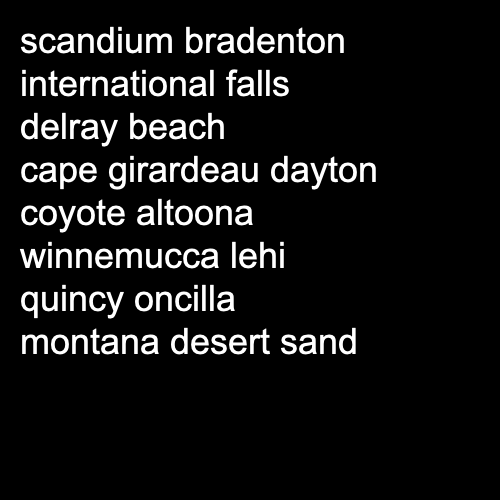 scandium bradenton
international falls
delray beach
cape girardeau dayton
coyote altoona
winnemucca lehi
quincy oncilla
montana desert sand